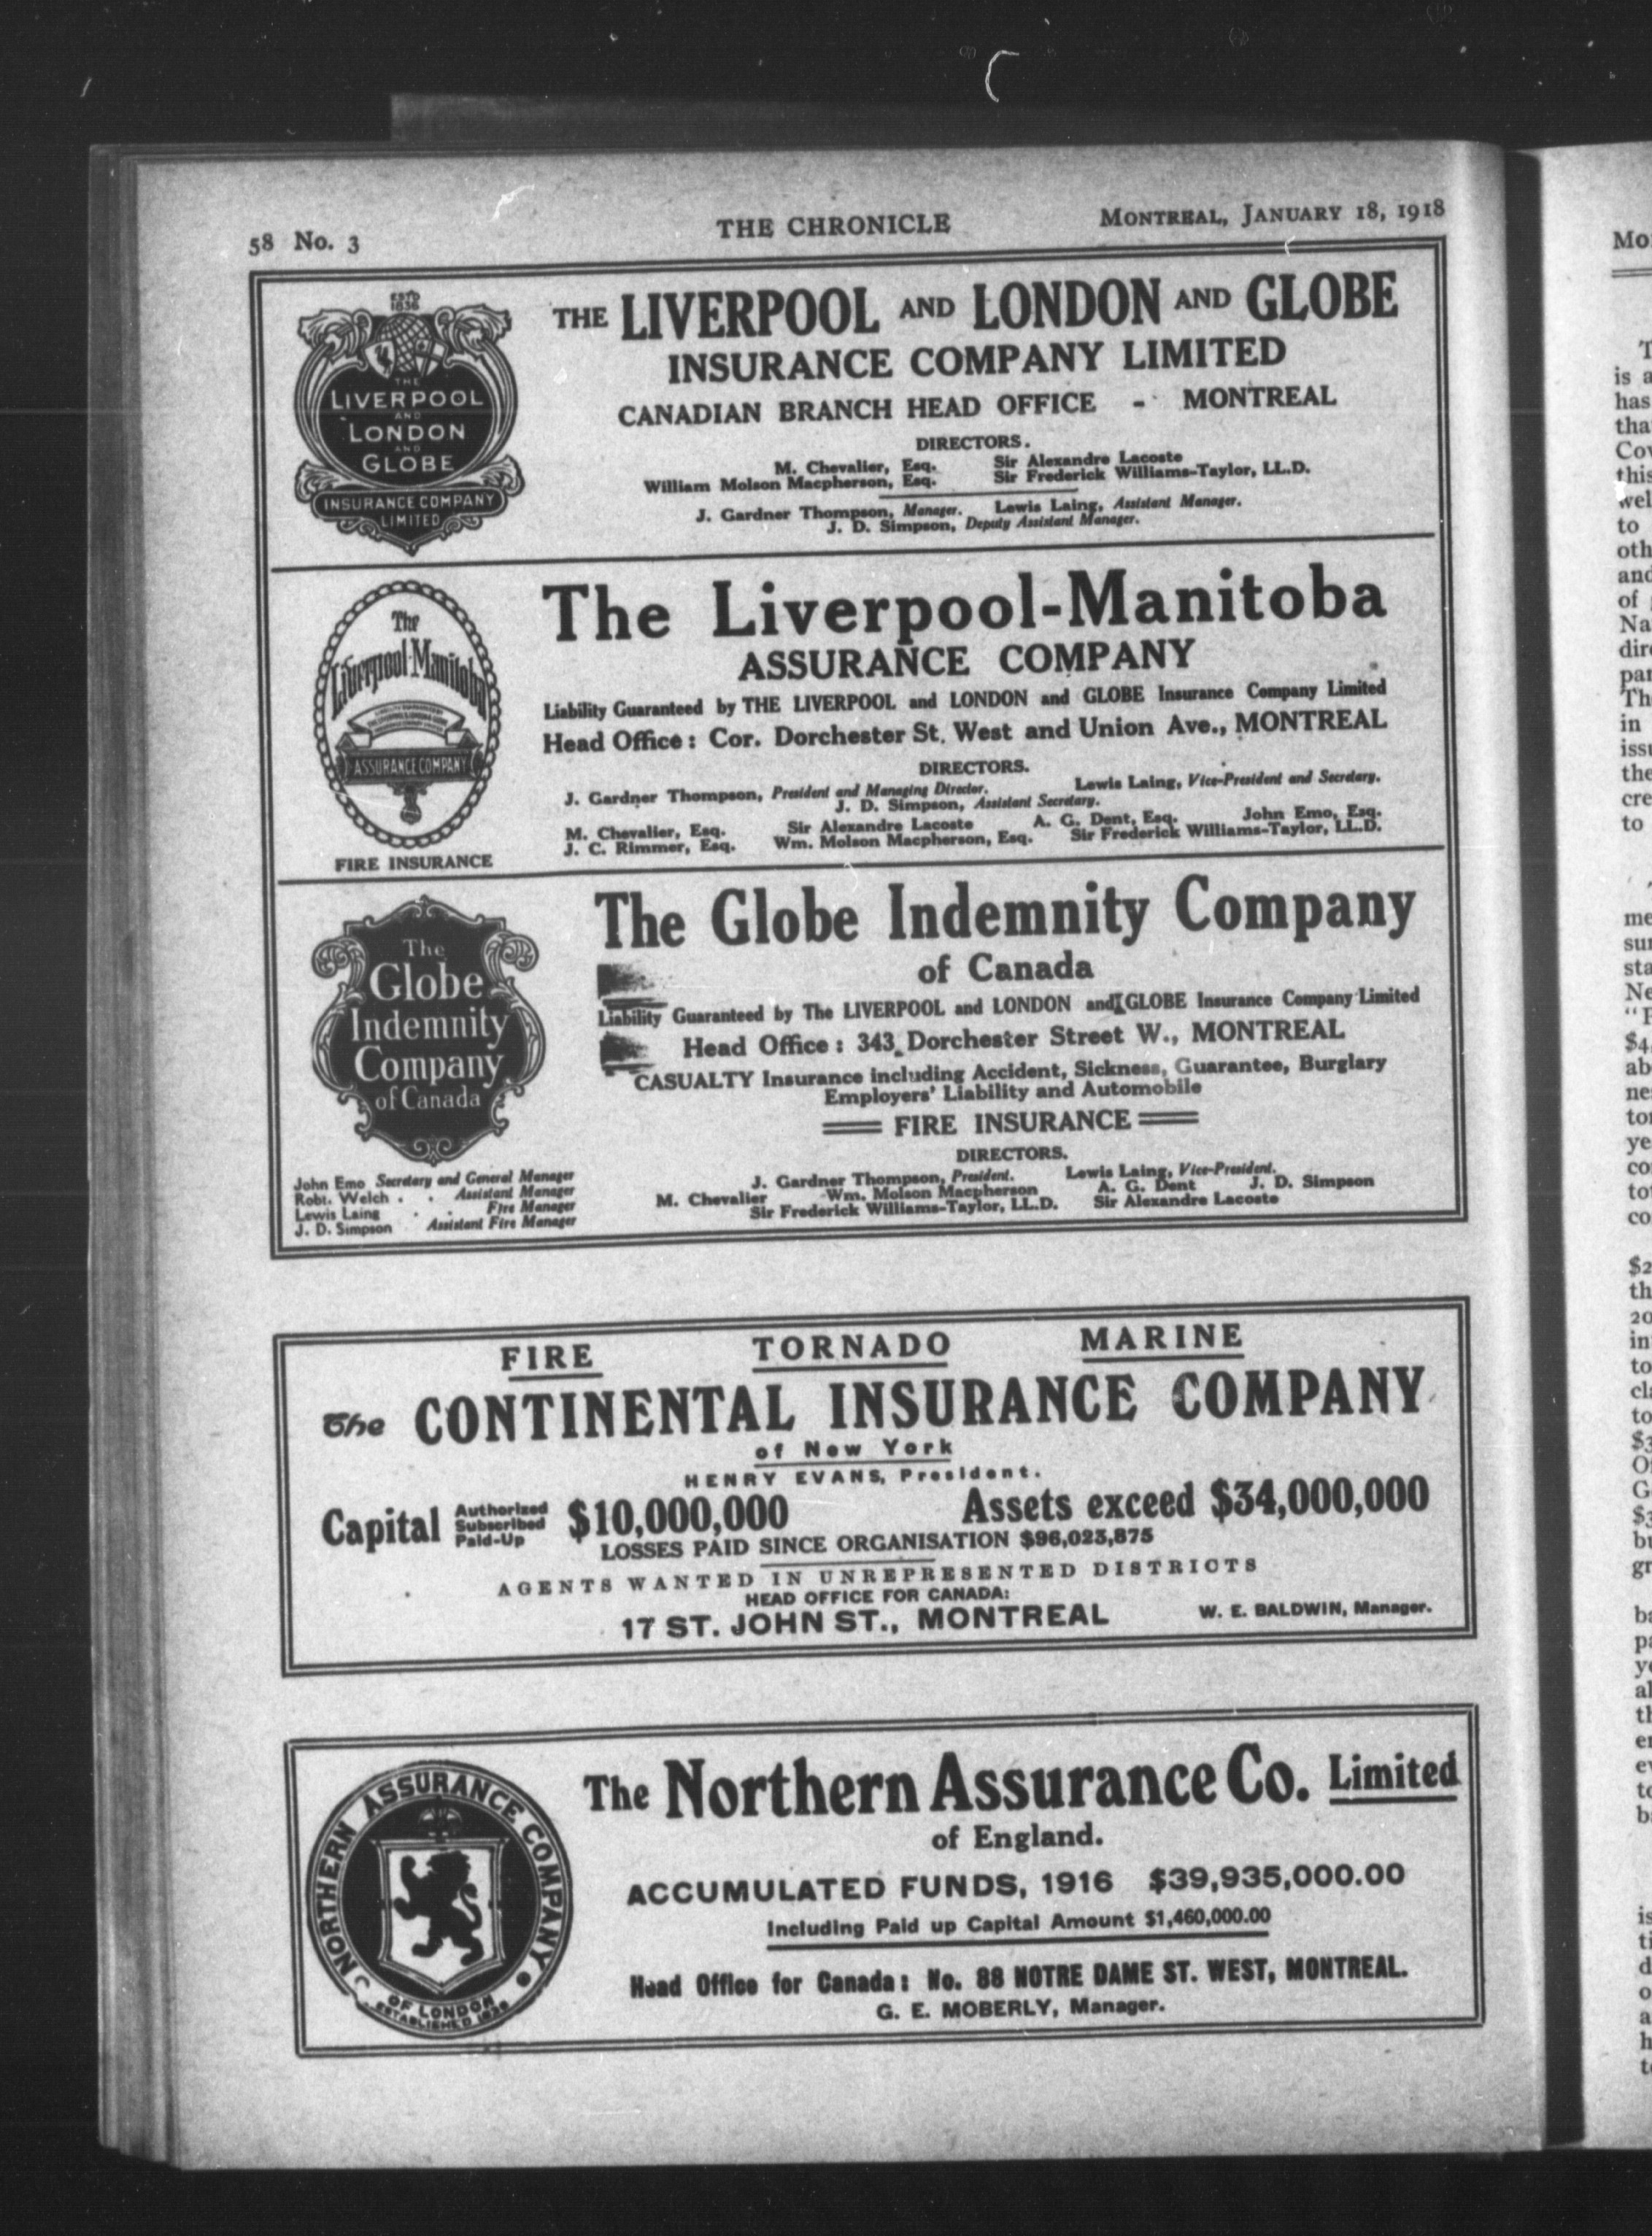 58 No. 3
THE CHRONICLE
MONTREAL, JANUARY 18, 1918
ESTD
1836
THE
LIVERPOOL
AND
LONDON
AND
GLOBE
INSURANCE COMPANY
LIMITED
THE LIVERPOOL AND LONDON AND GLOBE
INSURANCE COMPANY LIMITED
CANADIAN BRANCH HEAD OFFICE - MONTREAL
DIRECTORS.
M. Chevalier, Esq. Sir Alexandre Lacoste
William Molson Macpherson, Esq. Sir Frederick Williams-Taylor, LL.D.
J. Gardner Thompson, Manager. Lewis Laing, Assistant Manager.
J. D. Simpson, Deputy Assistant Manager.
The
Liverpool-Manitoba
ASSURANCE COMPANY
FIRE INSURANCE
The Liverpool-Manitoba
ASSURANCE COMPANY
Liability Guaranteed by THE LIVERPOOL and LONDON and GLOBE Insurance Company Limited
Head Office: Cor. Dorchester St. West and Union Ave., MONTREAL
DIRECTORS.
J. Gardner Thompson, President and Managing Director. Lewis Laing, Vice-President and Secretary.
J. D. Simpson, Assistant Secretary.
M. Chevalier, Esq. Sir Alexandre Lacoste A. G. Dent, Esq. John Emo, Esq.
J. C. Rimmer, Esq. Wm. Molson Macpherson, Esq. Sir Frederick Williams-Taylor, LL.D.
The
Globe
Indemnity
Company
of Canada
John Emo Secretary and General Manager
Robt. Welch . . Assistant Manager
Lewis Laing . . Fire Manager
J. D. Simpson Assistant Fire Manager
The Globe Indemnity Company
of Canada
Liability Guaranteed by The LIVERPOOL and LONDON and GLOBE Insurance Company Limited
Head Office: 343 Dorchester Street W., MONTREAL
CASUALTY Insurance including Accident, Sickness, Guarantee, Burglary
Employers' Liability and Automobile
FIRE INSURANCE
DIRECTORS.
J. Gardner Thompson, President. Lewis Laing, Vice-President.
M. Chevalier Wm. Molson Macpherson A. G. Dent J. D. Simpson
Sir Frederick Williams-Taylor, LL.D. Sir Alexandre Lacoste
FIRE TORNADO MARINE
The CONTINENTAL INSURANCE COMPANY
of New York
HENRY EVANS, President.
Capital Authorized Subscribed Paid-Up $10,000,000 Assets exceed $34,000,000
LOSSES PAID SINCE ORGANISATION $96,023,875
AGENTS WANTED IN UNREPRESENTED DISTRICTS
HEAD OFFICE FOR CANADA:
17 ST. JOHN ST., MONTREAL W. E. BALDWIN, Manager.
NORTHERN ASSURANCE COMPANY
OF LONDON
ESTABLISHED 1836
The Northern Assurance Co. Limited
of England.
ACCUMULATED FUNDS, 1916 $39,935,000.00
Including Paid up Capital Amount $1,460,000.00
Head Office for Canada: No. 88 NOTRE DAME ST. WEST, MONTREAL.
G. E. MOBERLY, Manager.